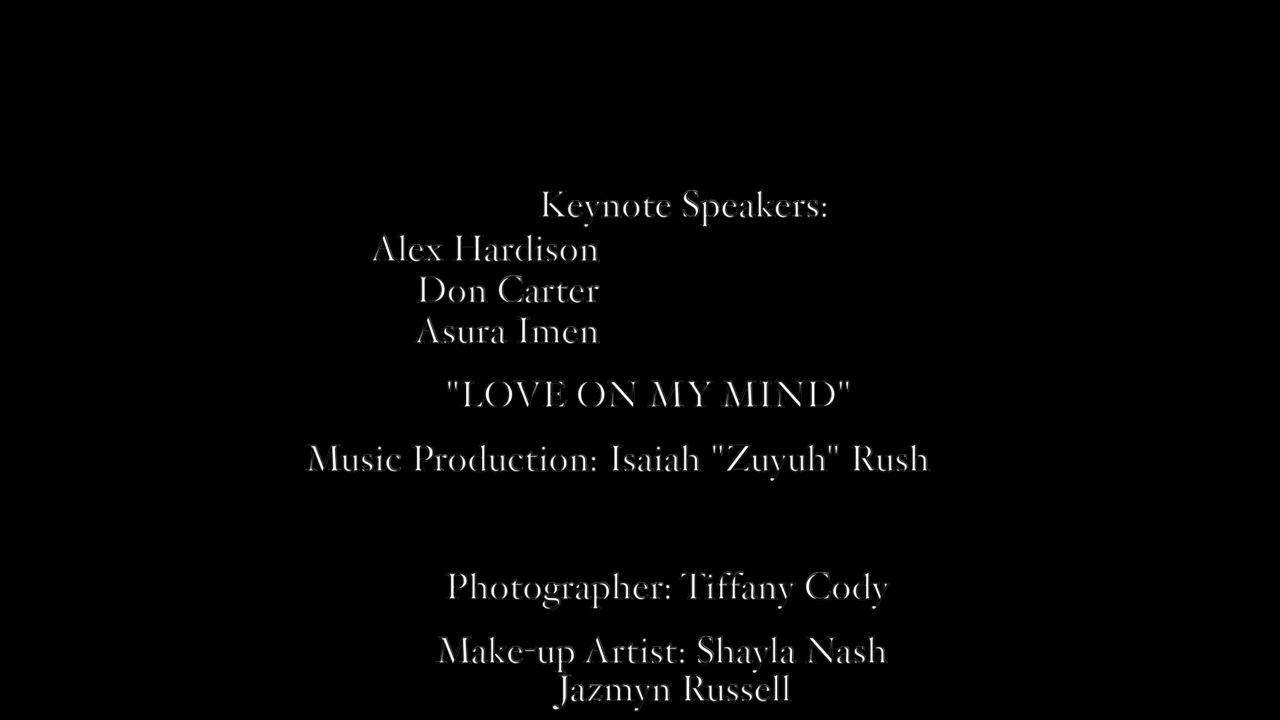 Keynote Speakers:
Alex Hardison
Don Carter
Asura Imen
"LOVE ON MY MIND"
Music Production: Isaiah "Zuyuh" Rush
Photographer: Tiffany Cody
Make-up Artist: Shayla Nash
Jazmyn Russell